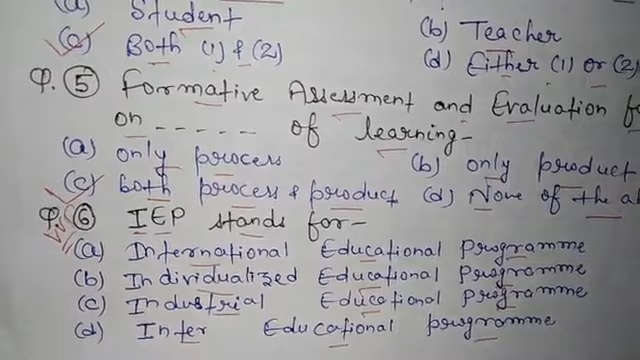 (a) Student
(b) Teacher
(c) Both (1) & (2)
(d) Either (1) or (2)
Q. (5) Formative Assessment and Evaluation
on _ _ _ _ _ of learning-
(a) only process
(b) only product
(c) both process & product (d) None of the
Q. (6) IEP stands for-
(a) International Educational Programme
(b) Individualized Educational Programme
(c) Industrial Educational Programme
(d) Inter Educational programme